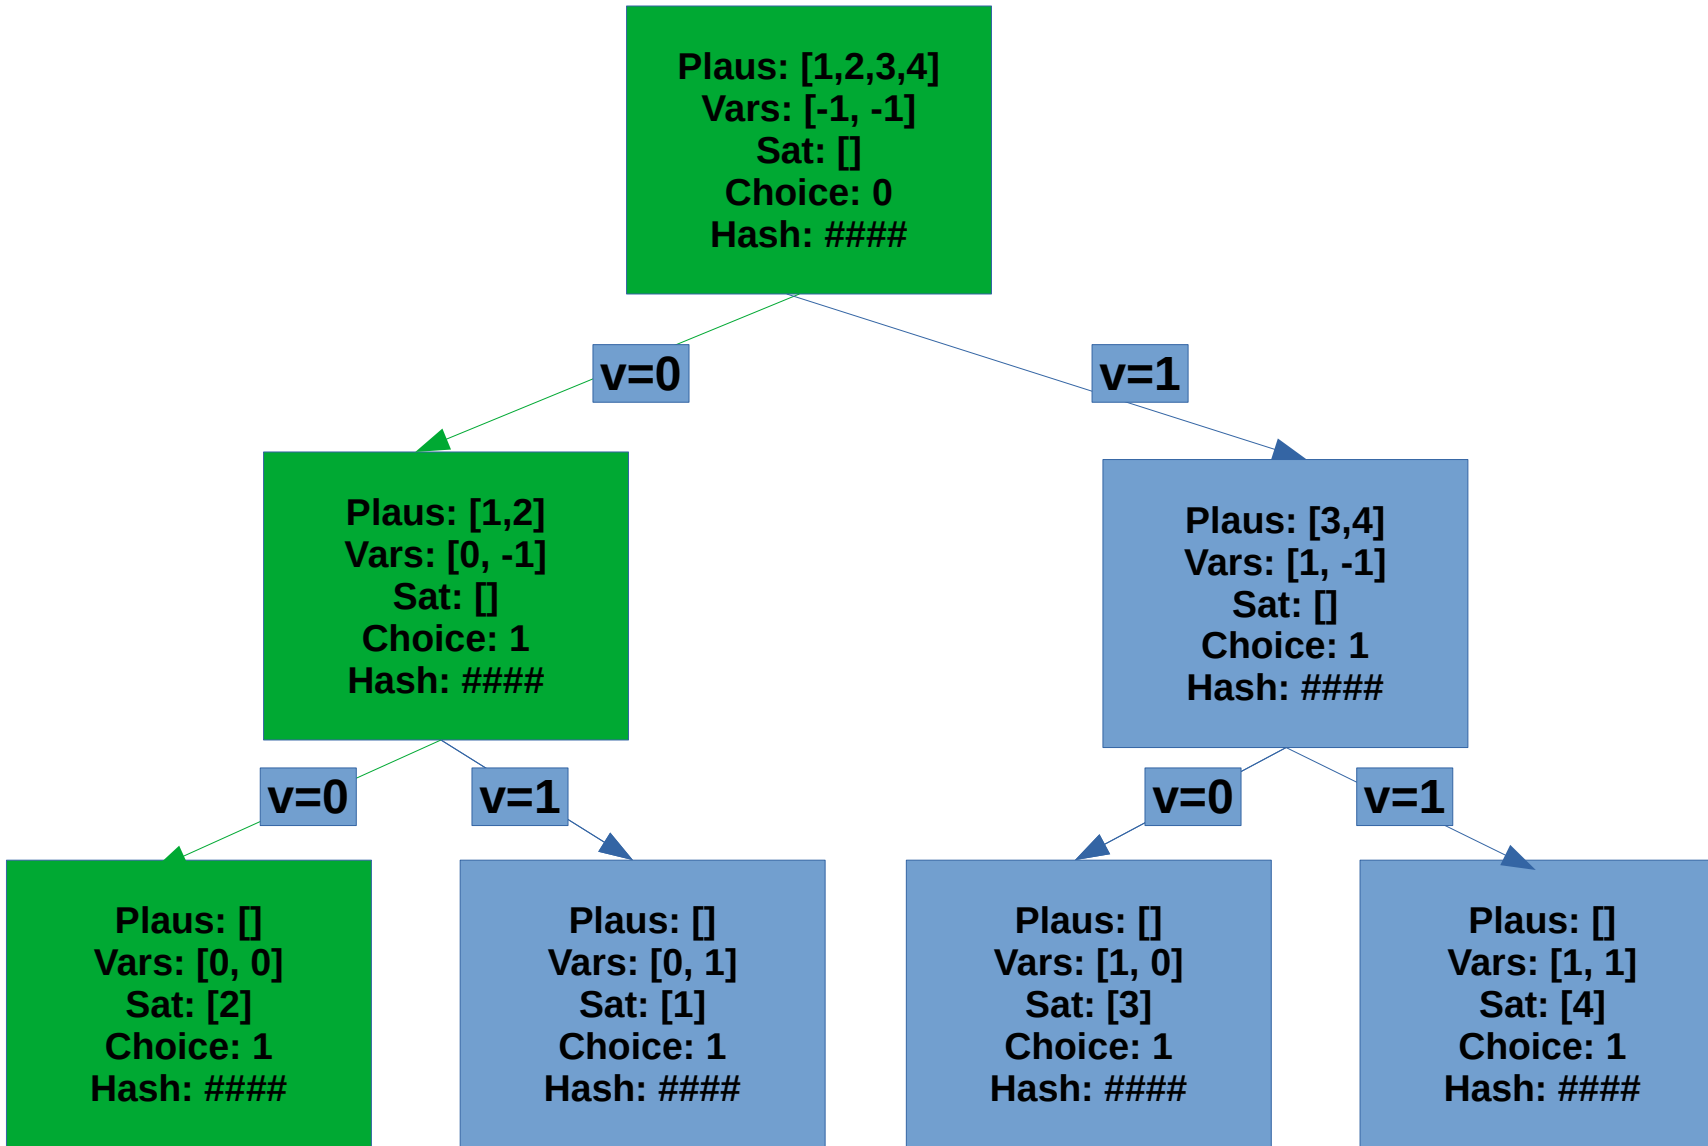 Plaus: [1,2,3,4]
Vars: [-1, -1]
Sat: []
Choice: 0
Hash: ####
v=0
v=1
Plaus: [1,2]
Vars: [0, -1]
Sat: []
Choice: 1
Hash: ####
Plaus: [3,4]
Vars: [1, -1]
Sat: []
Choice: 1
Hash: ####
v=0
v=1
v=0
v=1
Plaus: []
Vars: [0, 0]
Sat: [2]
Choice: 1
Hash: ####
Plaus: []
Vars: [0, 1]
Sat: [1]
Choice: 1
Hash: ####
Plaus: []
Vars: [1, 0]
Sat: [3]
Choice: 1
Hash: ####
Plaus: []
Vars: [1, 1]
Sat: [4]
Choice: 1
Hash: ####